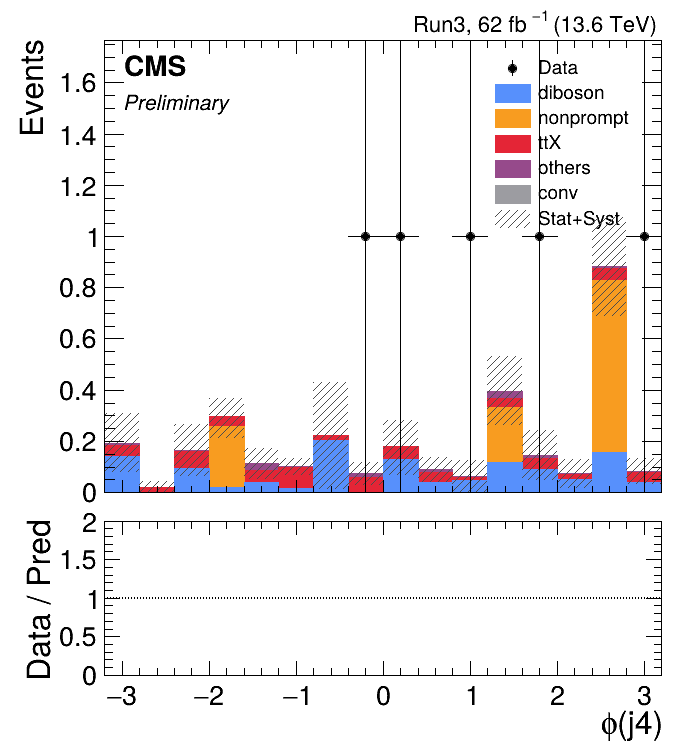 Run3, 62 fb⁻¹ (13.6 TeV)
CMS
Preliminary
Events
1.6
1.4
1.2
1
0.8
0.6
0.4
0.2
0
Data
diboson
nonprompt
ttX
others
conv
Stat+Syst
Data / Pred
2
1.5
1
0.5
0
−3 −2 −1 0 1 2 3
ϕ(j4)